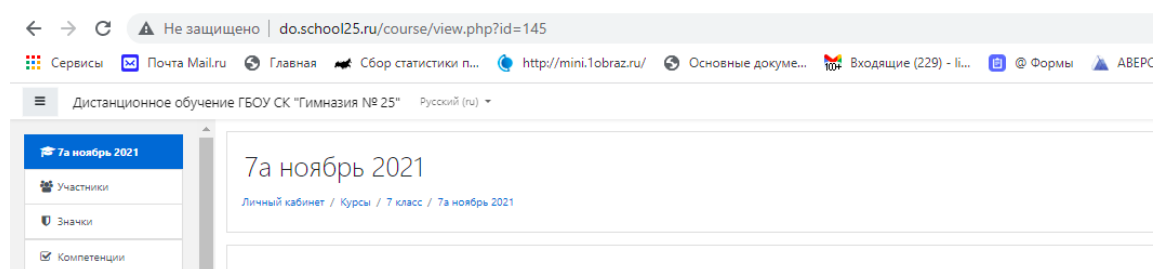 Не защищено | do.school25.ru/course/view.php?id=145
Сервисы Почта Mail.ru Главная Сбор статистики п... http://mini.1obraz.ru/ Основные докуме... 100+ Входящие (229) - li... @ Формы АВЕРС
Дистанционное обучение ГБОУ СК "Гимназия № 25" Русский (ru)
7а ноябрь 2021
Участники
Значки
Компетенции
7а ноябрь 2021
Личный кабинет / Курсы / 7 класс / 7а ноябрь 2021